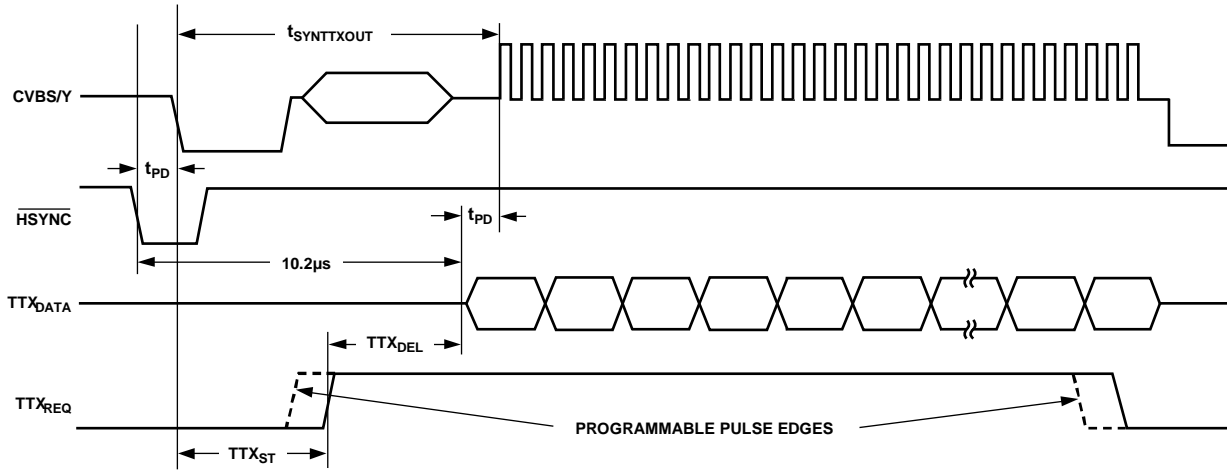 tSYNTTXOUT
CVBS/Y
tPD
HSYNC
tPD
10.2µs
TTXDATA
TTXDEL
TTXREQ
PROGRAMMABLE PULSE EDGES
TTXST